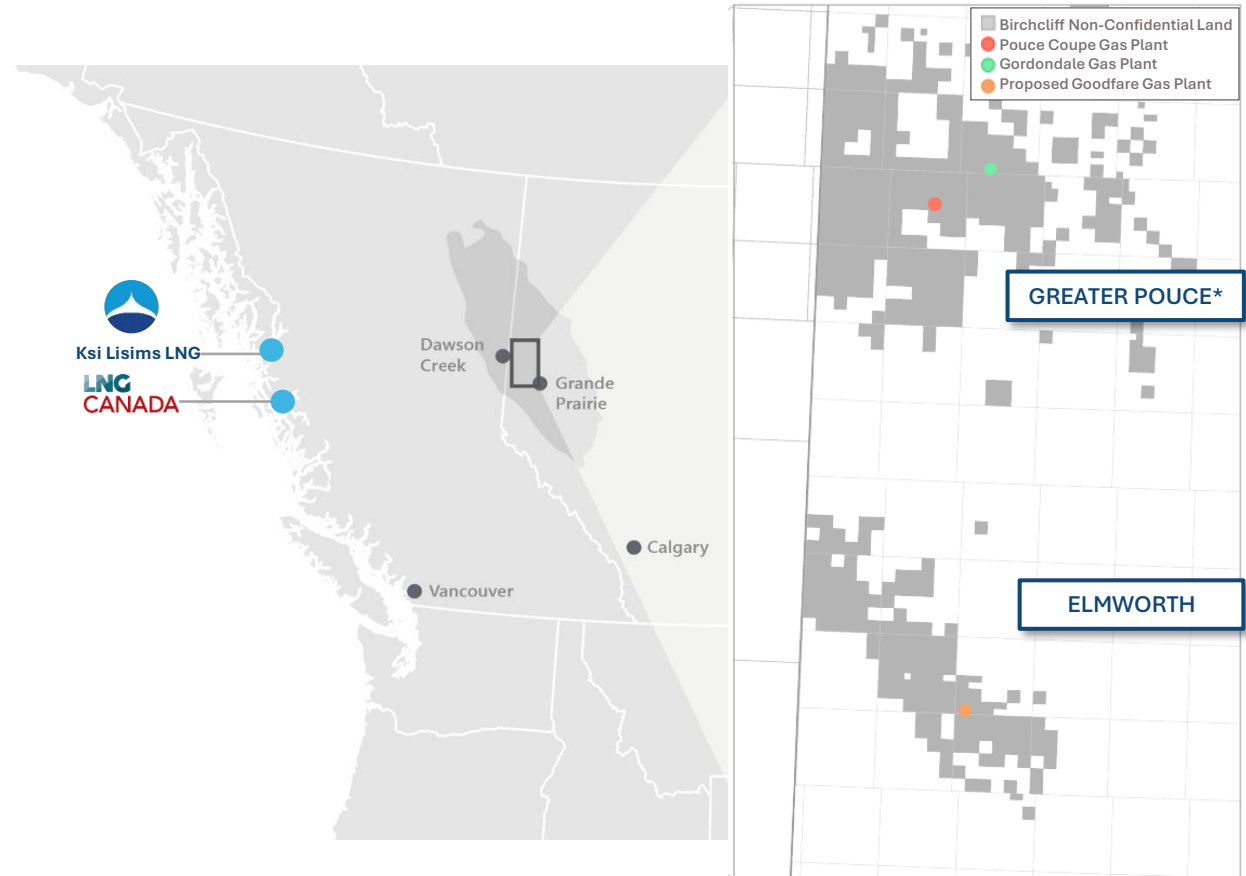 Birchcliff Non-Confidential Land
Pouce Coupe Gas Plant
Gordondale Gas Plant
Proposed Goodfare Gas Plant
GREATER POUCE*
ELMWORTH
Ksi Lisims LNG
LNG
CANADA
Dawson
Creek
Grande
Prairie
Calgary
Vancouver